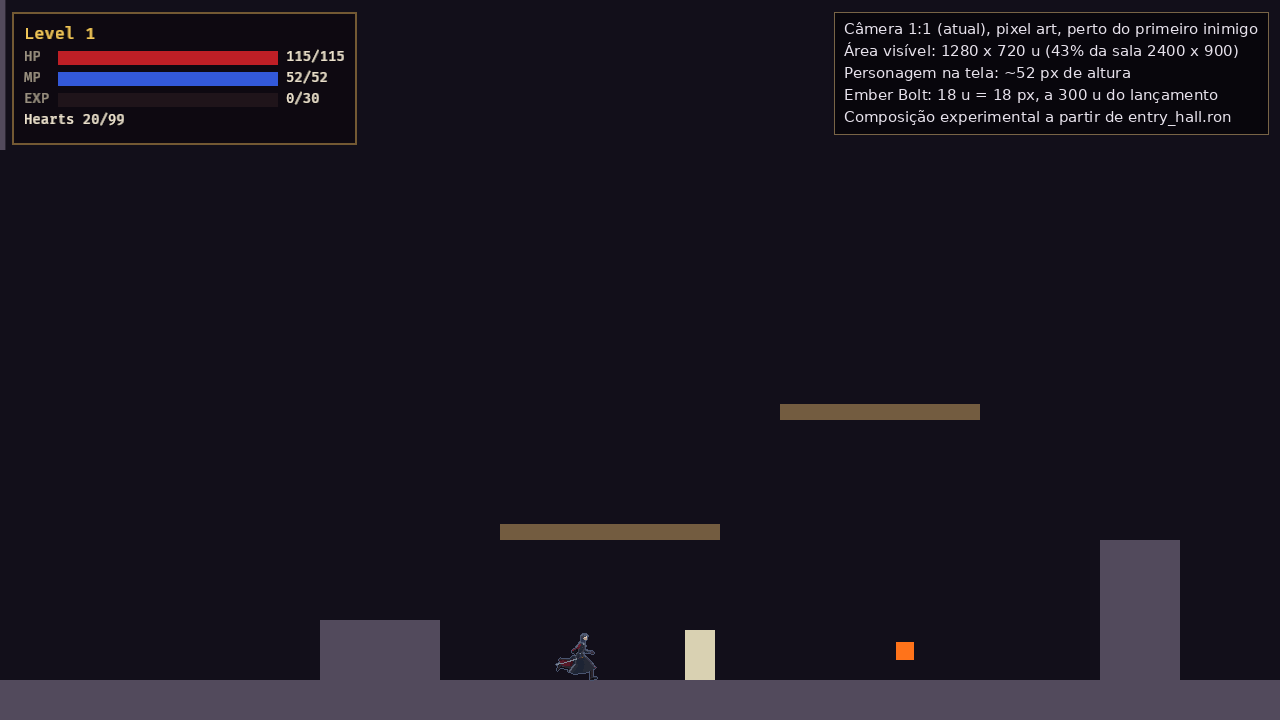 Level 1
HP 115/115
MP 52/52
EXP 0/30
Hearts 20/99
Câmera 1:1 (atual), pixel art, perto do primeiro inimigo
Área visível: 1280 x 720 u (43% da sala 2400 x 900)
Personagem na tela: ~52 px de altura
Ember Bolt: 18 u = 18 px, a 300 u do lançamento
Composição experimental a partir de entry_hall.ron